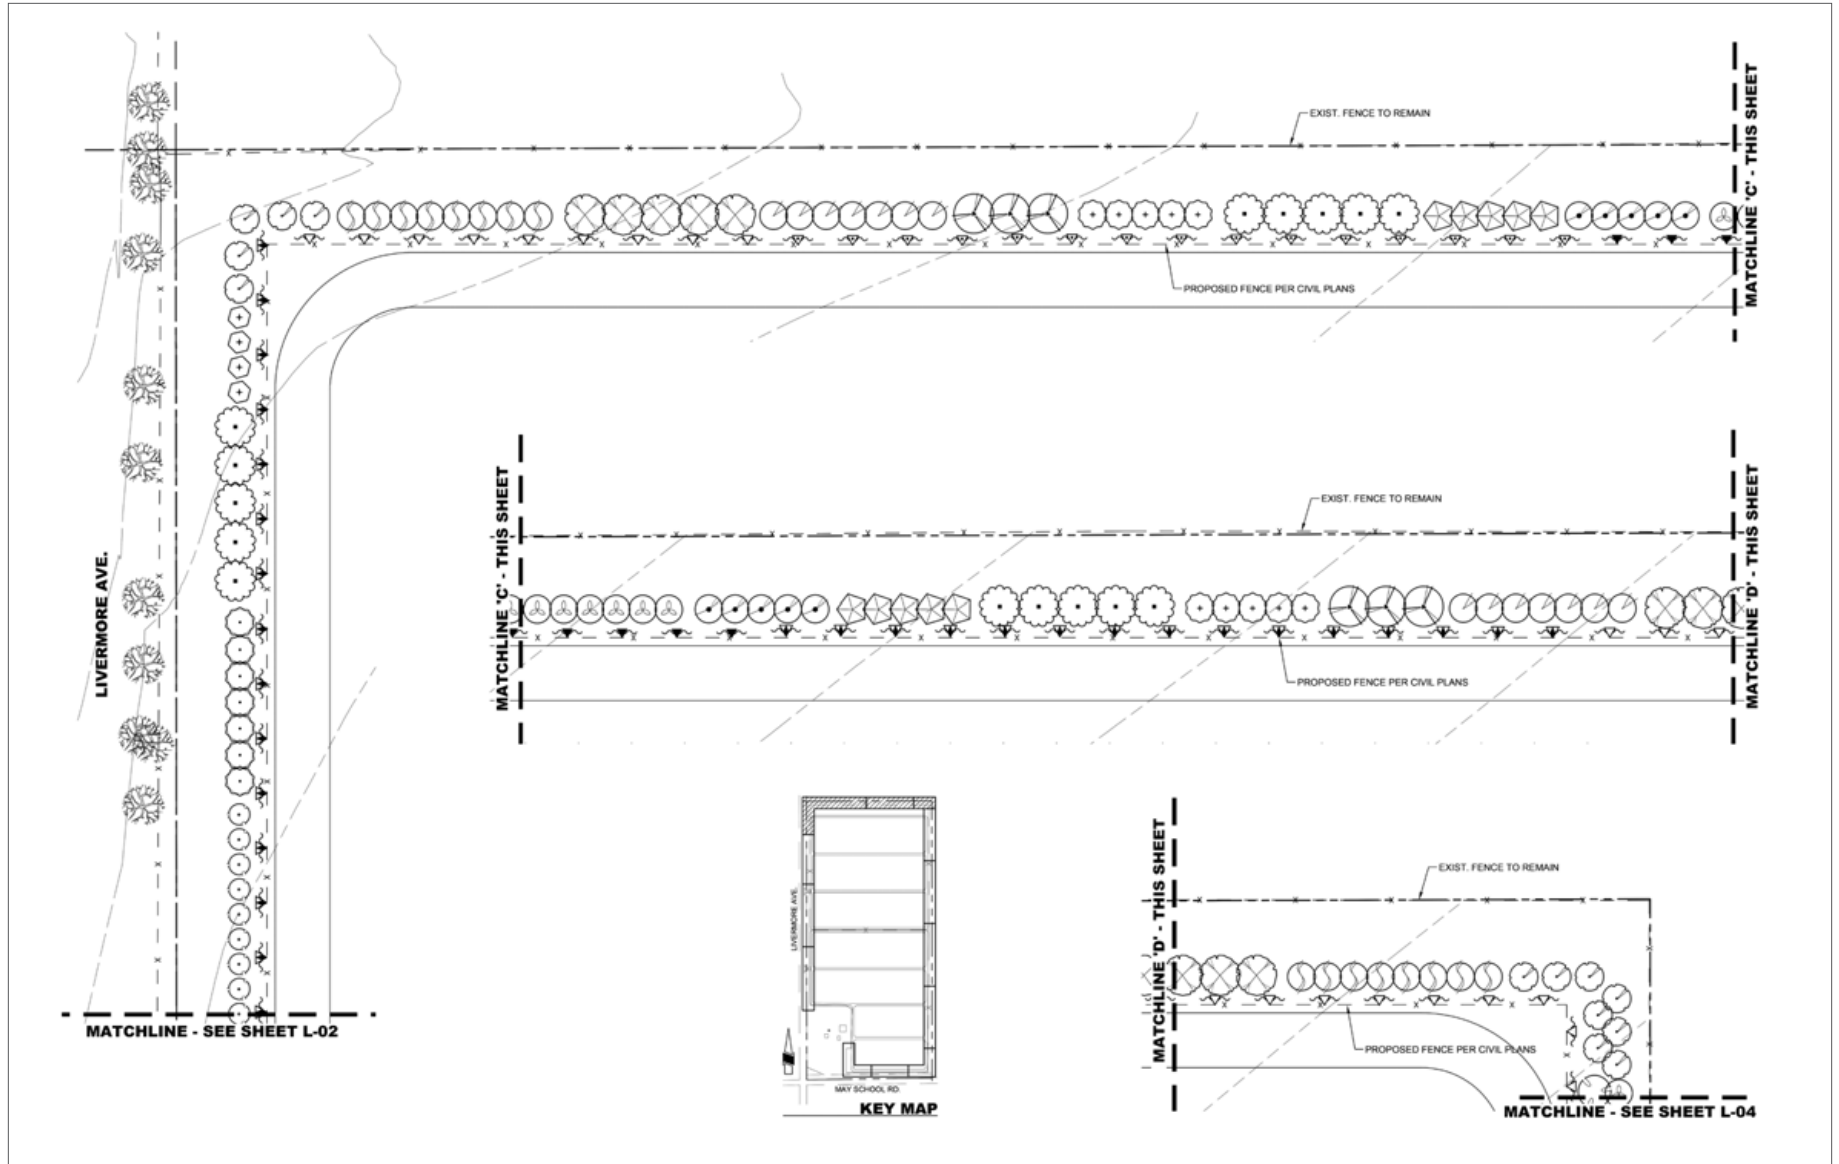 EXIST. FENCE TO REMAIN
MATCHLINE 'C' - THIS SHEET
PROPOSED FENCE PER CIVIL PLANS
LIVERMORE AVE.
MATCHLINE 'C' - THIS SHEET
EXIST. FENCE TO REMAIN
MATCHLINE 'D' - THIS SHEET
PROPOSED FENCE PER CIVIL PLANS
MATCHLINE - SEE SHEET L-02
LIVERMORE AVE.
MAY SCHOOL RD.
KEY MAP
MATCHLINE 'D' - THIS SHEET
EXIST. FENCE TO REMAIN
PROPOSED FENCE PER CIVIL PLANS
MATCHLINE - SEE SHEET L-04